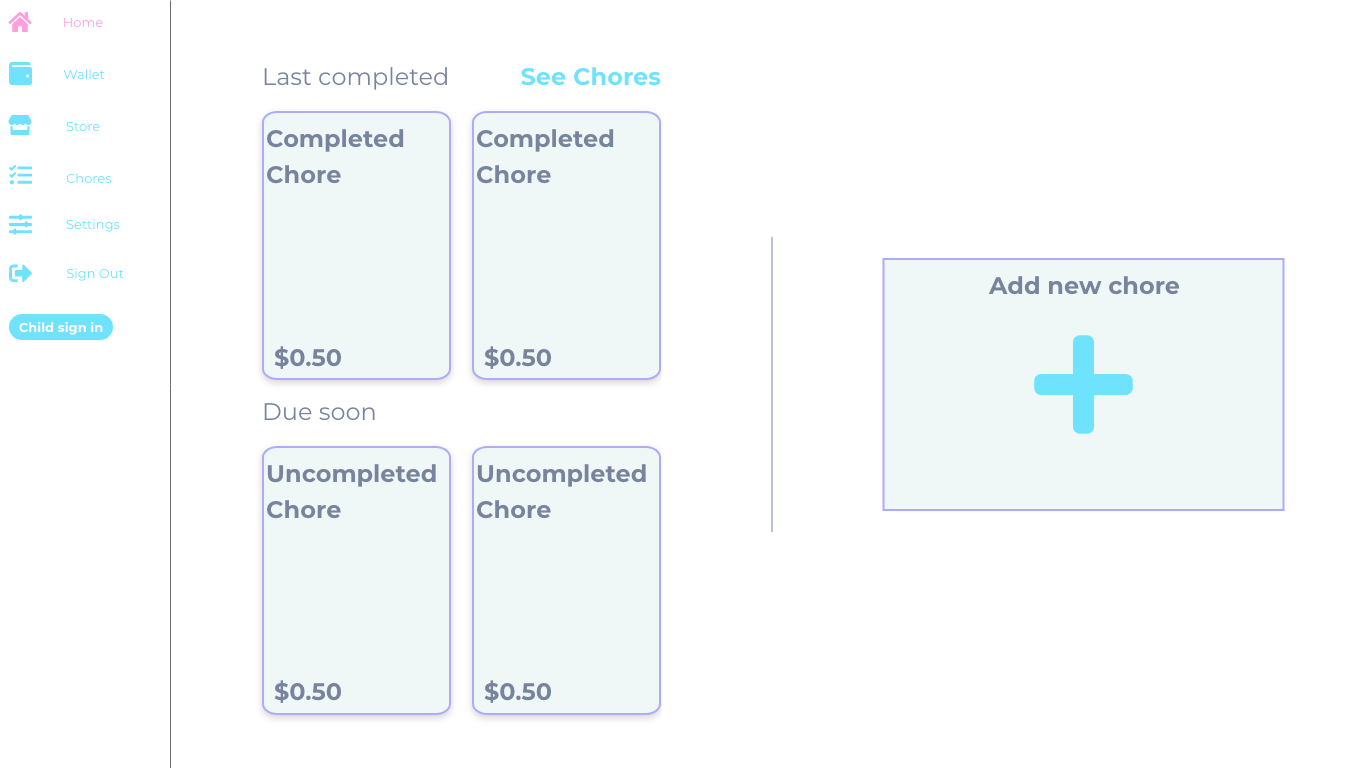 Home
Wallet
Store
Chores
Settings
Sign Out
Child sign in
Last completed
See Chores
Completed
Chore
$0.50
Completed
Chore
$0.50
Due soon
Uncompleted
Chore
$0.50
Uncompleted
Chore
$0.50
Add new chore